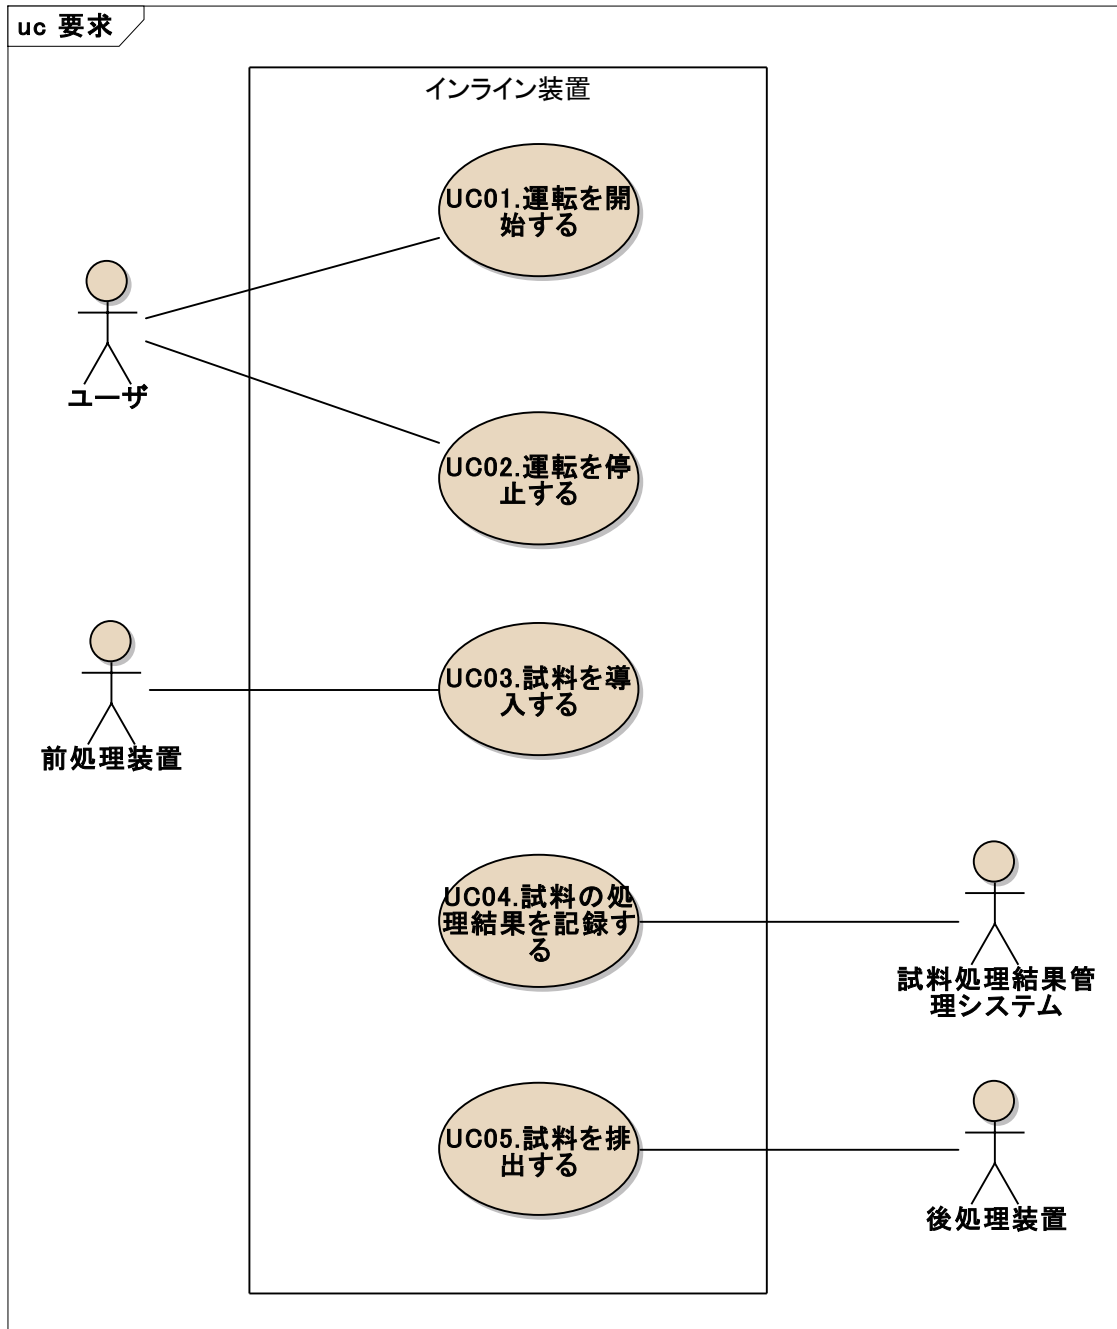 uc 要求
インライン装置
UC01.運転を開
始する
ユーザ
UC02.運転を停
止する
UC03.試料を導
入する
前処理装置
UC04.試料の処
理結果を記録す
る
試料処理結果管
理システム
UC05.試料を排
出する
後処理装置